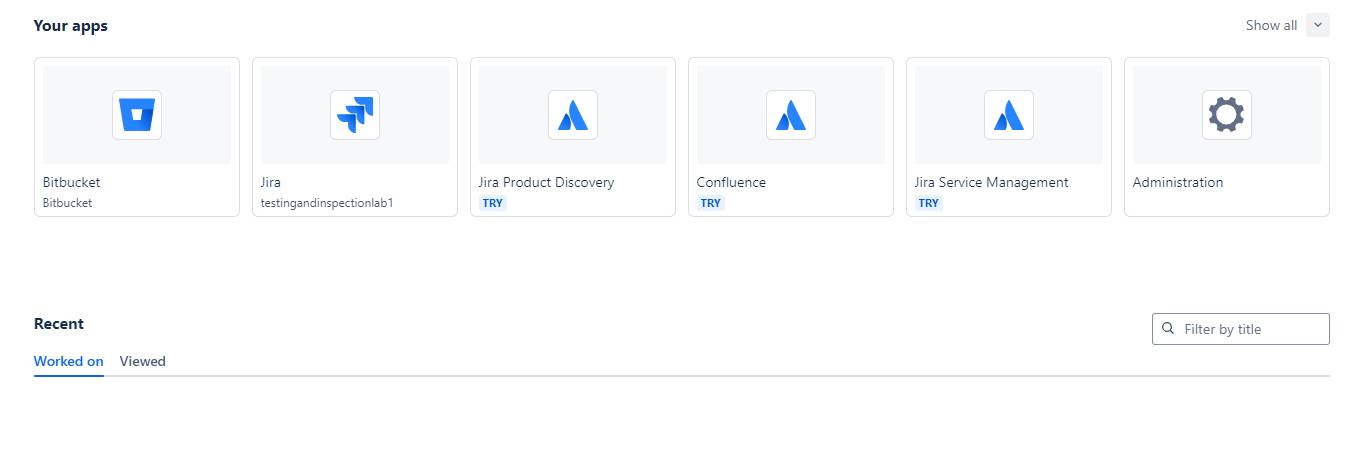 Your apps
Show all
Bitbucket
Bitbucket
Jira
testingandinspectionlab1
Jira Product Discovery
TRY
Confluence
TRY
Jira Service Management
TRY
Administration
Recent
Filter by title
Worked on
Viewed